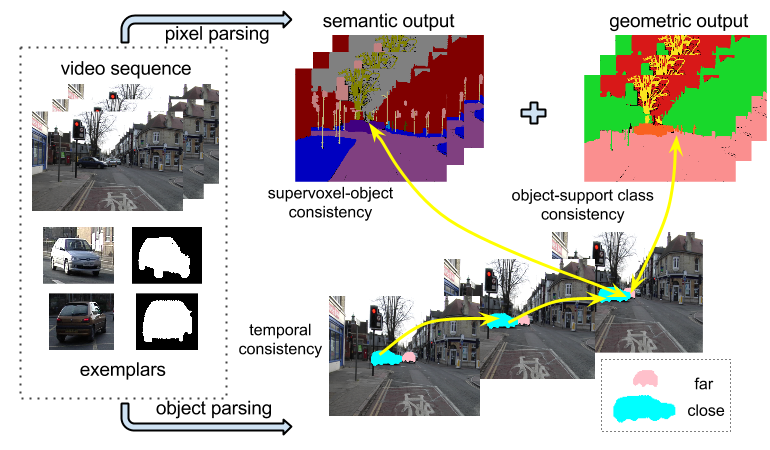 semantic output
geometric output
pixel parsing
video sequence
supervoxel-object
consistency
object-support class
consistency
temporal
consistency
exemplars
far
close
object parsing